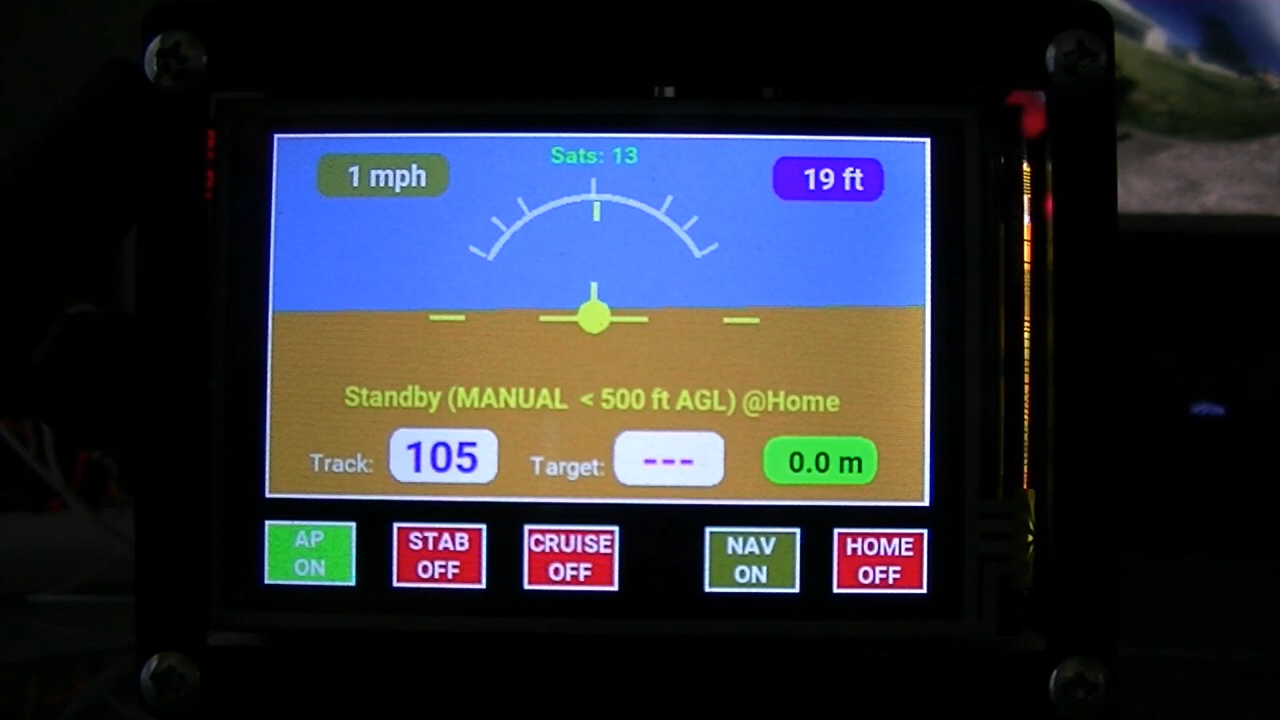 Sats: 13
1 mph
19 ft
Standby (MANUAL < 500 ft AGL) @Home
Track: 105 Target: --- 0.0 m
AP STAB CRUISE NAV HOME
ON OFF OFF ON OFF